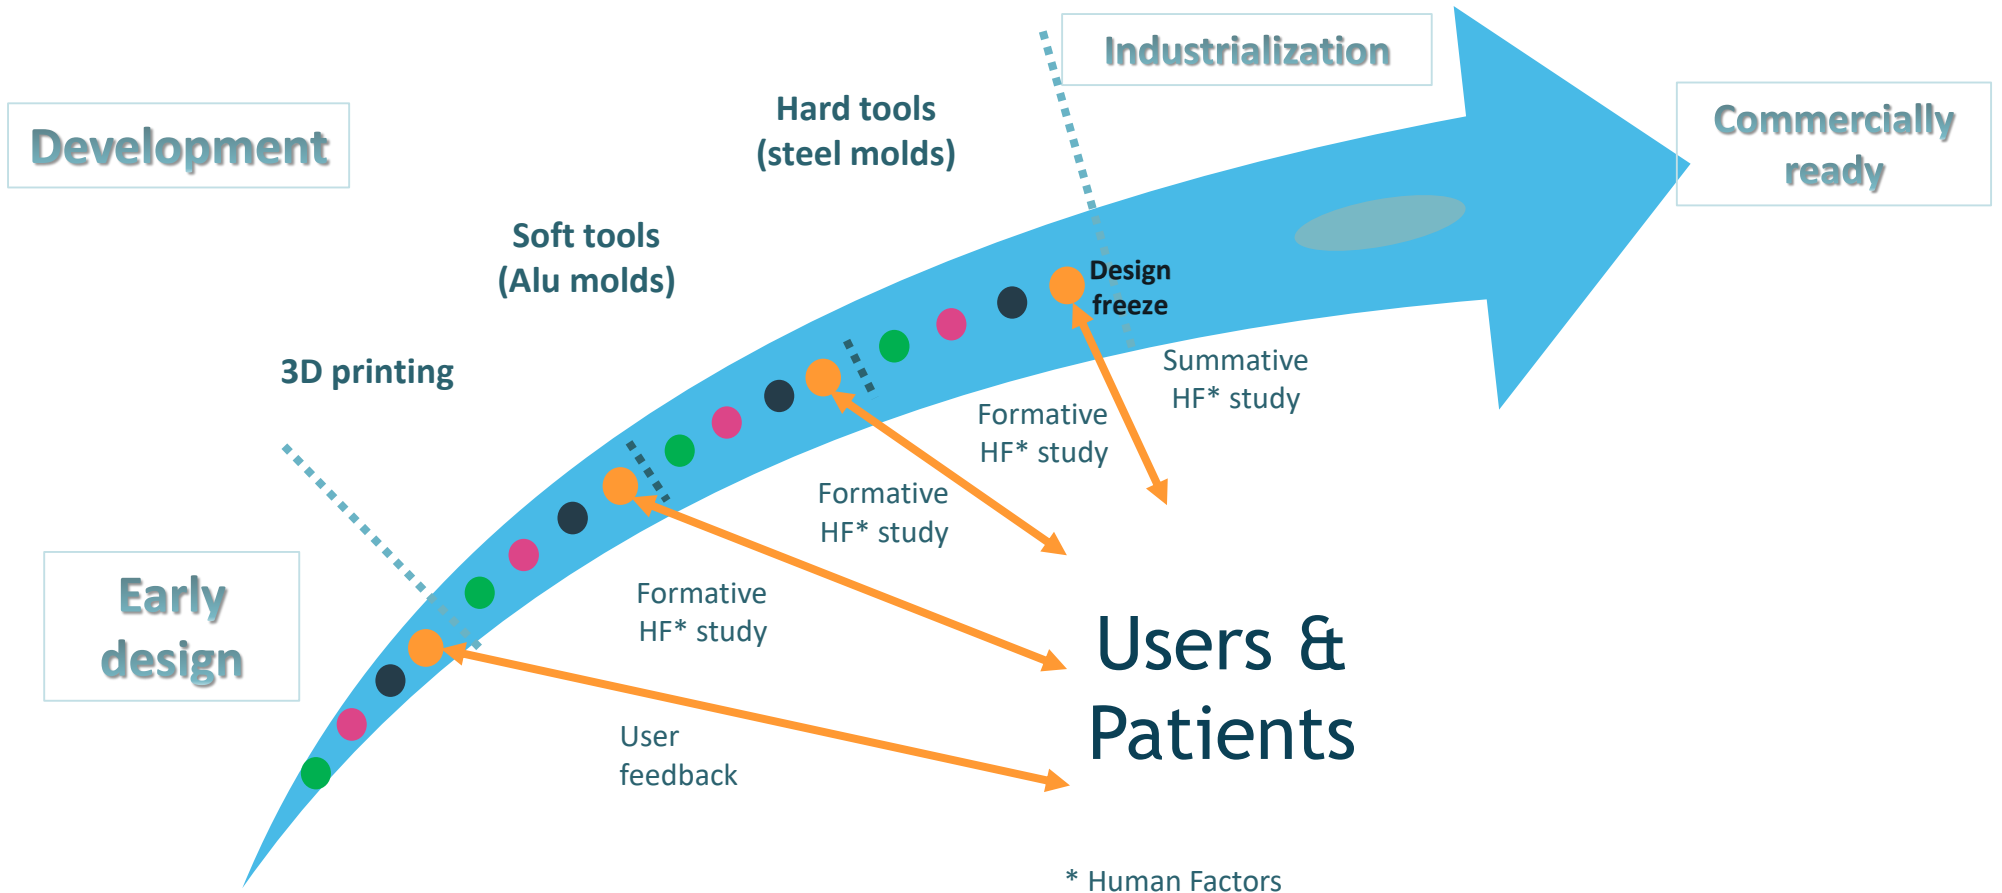 Industrialization
Hard tools
(steel molds)
Commercially
ready
Development
Soft tools
(Alu molds)
Design
freeze
3D printing
Summative
HF* study
Formative
HF* study
Formative
HF* study
Early
design
Formative
HF* study
Users &
Patients
User
feedback
* Human Factors